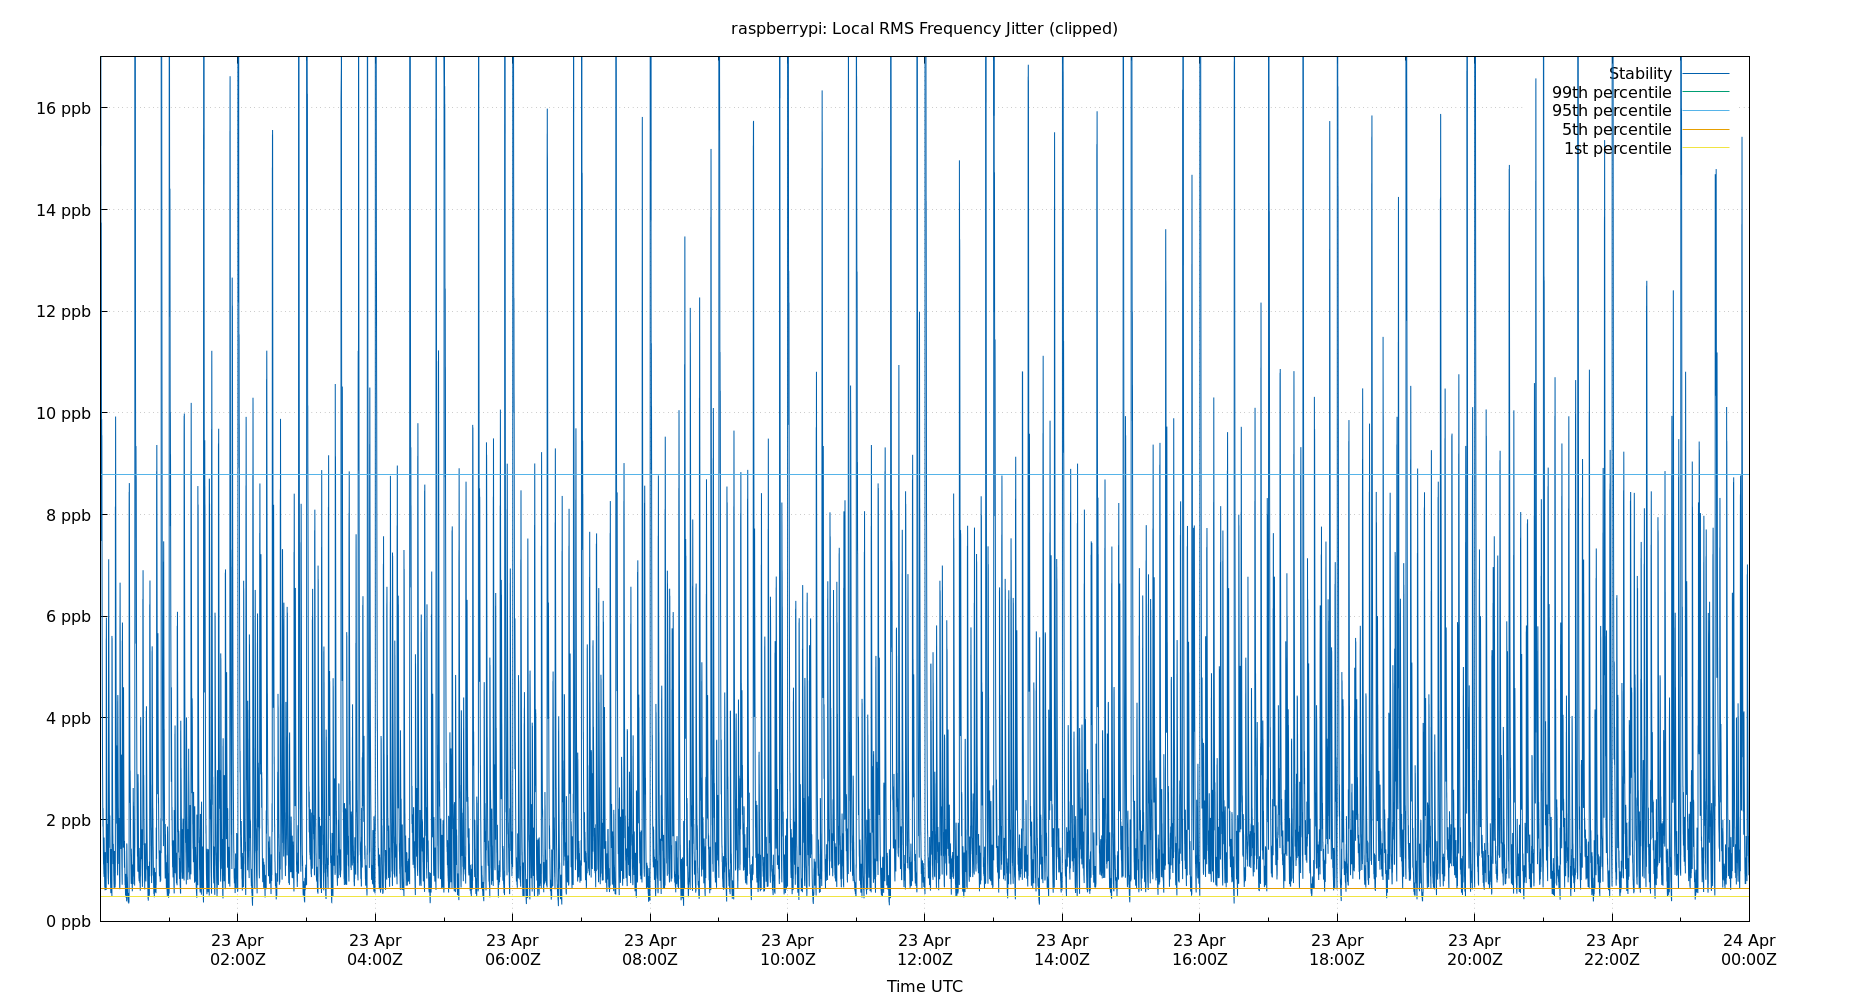 raspberrypi: Local RMS Frequency Jitter (clipped)
Stability
99th percentile
95th percentile
5th percentile
1st percentile
16 ppb
14 ppb
12 ppb
10 ppb
8 ppb
6 ppb
4 ppb
2 ppb
0 ppb
23 Apr 23 Apr 23 Apr 23 Apr 23 Apr 23 Apr 23 Apr 23 Apr 23 Apr 23 Apr 23 Apr 24 Apr
02:00Z 04:00Z 06:00Z 08:00Z 10:00Z 12:00Z 14:00Z 16:00Z 18:00Z 20:00Z 22:00Z 00:00Z
Time UTC